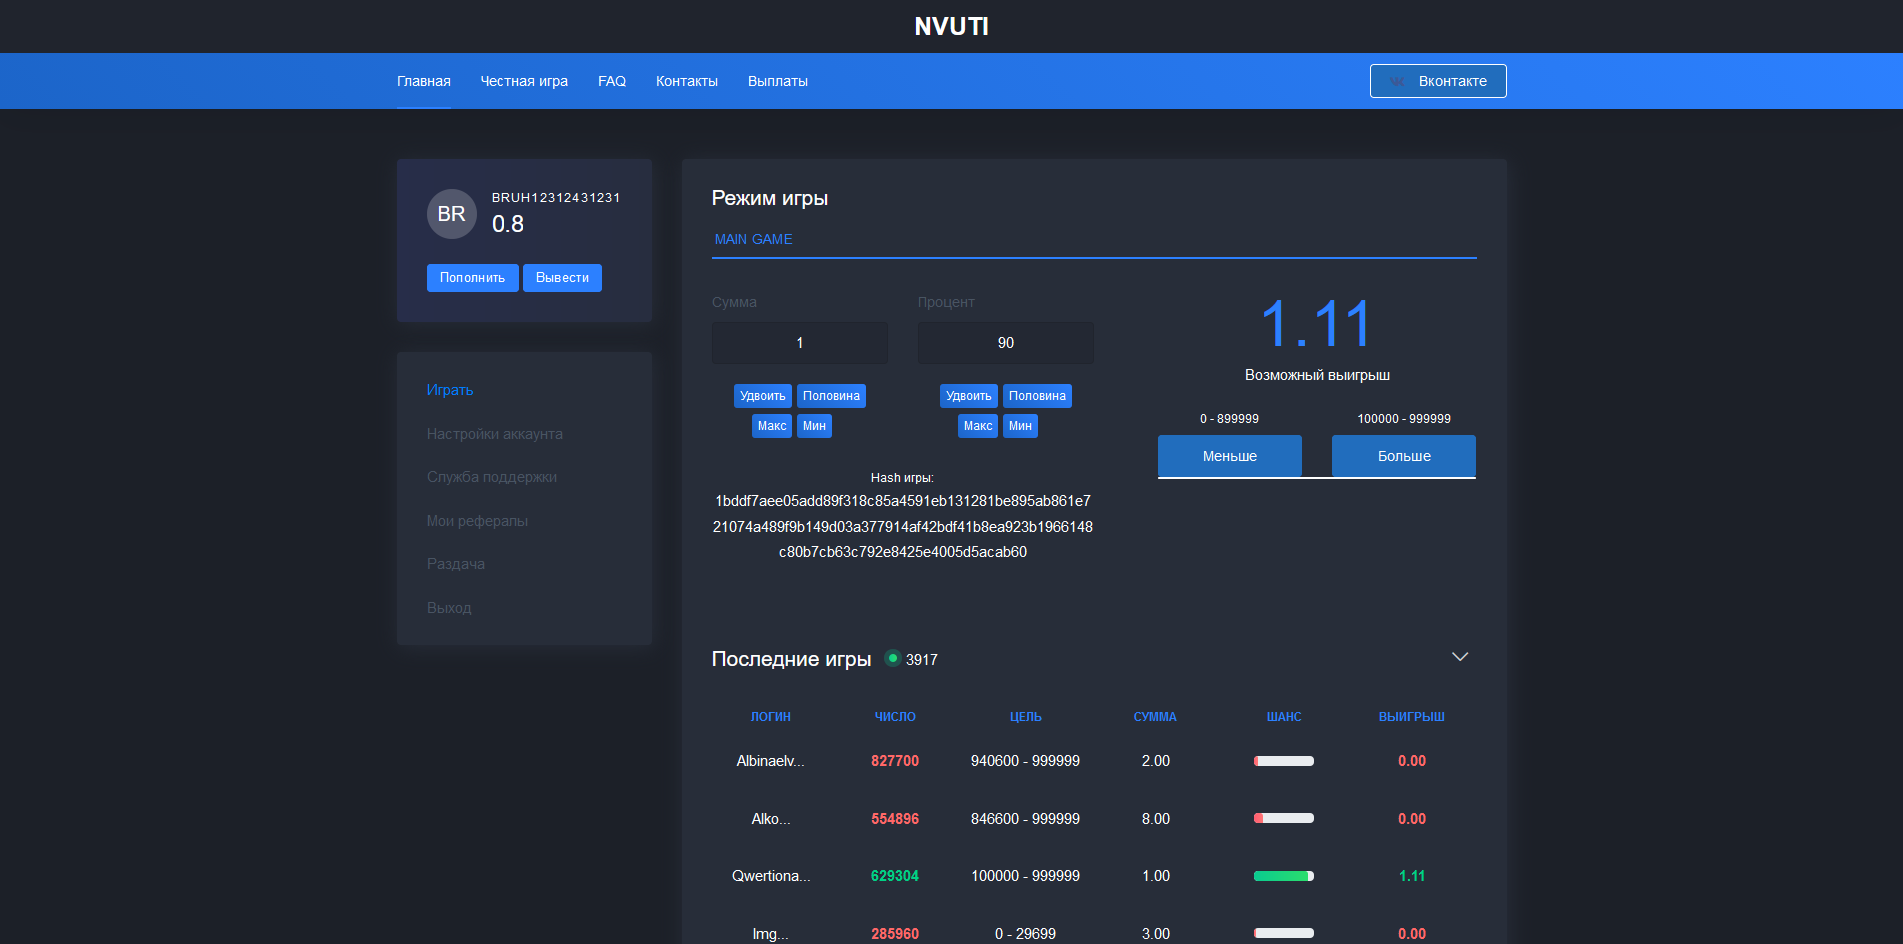 NVUTI
Главная Честная игра FAQ Контакты Выплаты Вконтакте
BR BRUH12312431231
0.8
Пополнить Вывести
Играть
Настройки аккаунта
Служба поддержки
Мои рефералы
Раздача
Выход
Режим игры
MAIN GAME
Сумма Процент
1 90
Удвоить Половина Удвоить Половина
Макс Мин Макс Мин
1.11
Возможный выигрыш
0 - 899999 100000 - 999999
Меньше Больше
Hash игры:
1bddf7aee05add89f318c85a4591eb131281be895ab861e7
21074a489f9b149d03a377914af42bdf41b8ea923b1966148
c80b7cb63c792e8425e4005d5acab60
Последние игры 3917
ЛОГИН ЧИСЛО ЦЕЛЬ СУММА ШАНС ВЫИГРЫШ
Albinaelv... 827700 940600 - 999999 2.00 0.00
Alko... 554896 846600 - 999999 8.00 0.00
Qwertiona... 629304 100000 - 999999 1.00 1.11
Img... 285960 0 - 29699 3.00 0.00